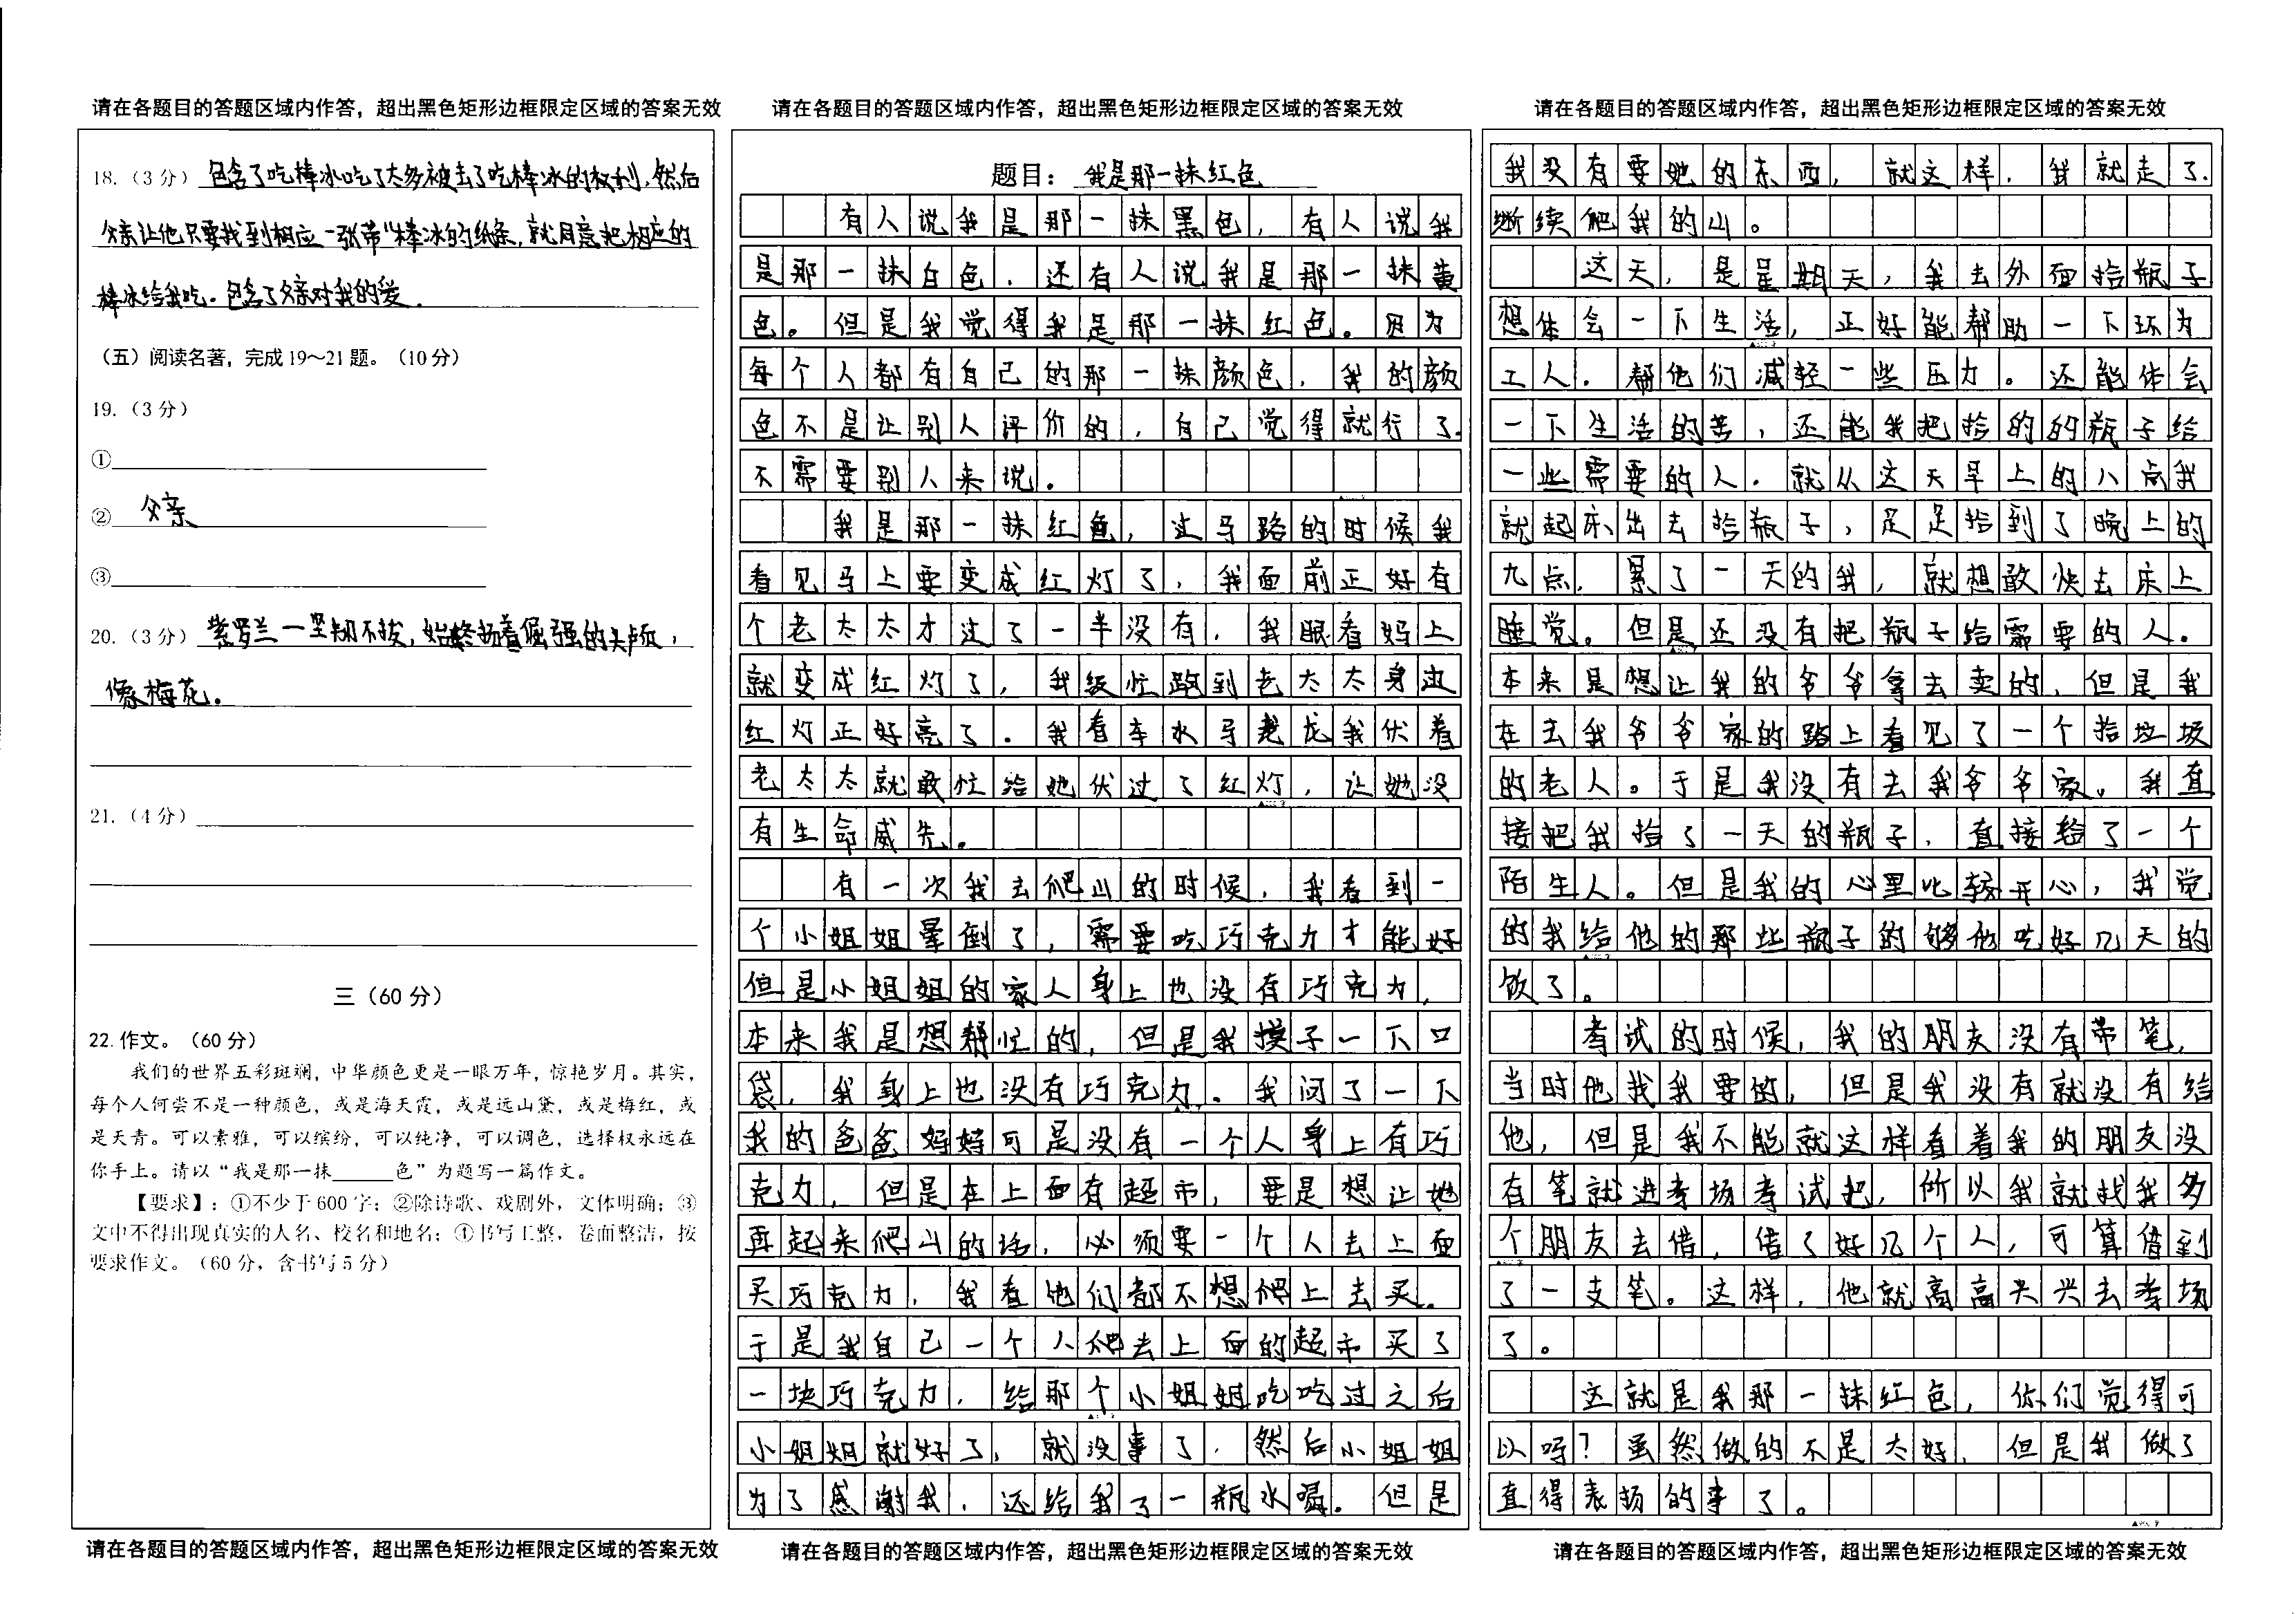 请在各题目的答题区域内作答，超出黑色矩形边框限定区域的答案无效
18.（3 分）包含了吃棒冰吃了太多被去了吃棒冰的权利，然后
父亲让他只要找到相应一张带"棒冰的纸条，就用意把相应的
棒冰给我吃。包含了父亲对我的爱．
（五）阅读名著，完成 19～21 题。（10 分）
19.（3 分）
①
② 父亲
③
20.（3 分）紫罗兰一坚韧不拔，始终扬着倔强的头颅，
像梅花。
21.（4 分）
三（60 分）
22. 作文。（60 分）
我们的世界五彩斑斓，中华颜色更是一眼万年，惊艳岁月。其实，
每个人何尝不是一种颜色，或是海天霞，或是远山黛，或是梅红，或
是天青。可以素雅，可以缤纷，可以纯净，可以调色，选择权永远在
你手上。请以“我是那一抹______色”为题写一篇作文。
【要求】：①不少于 600 字；②除诗歌、戏剧外，文体明确；③
文中不得出现真实的人名、校名和地名；④书写工整，卷面整洁，按
要求作文。（60 分，含书写 5 分）
请在各题目的答题区域内作答，超出黑色矩形边框限定区域的答案无效
请在各题目的答题区域内作答，超出黑色矩形边框限定区域的答案无效
题目：我是那一抹红色
有人说我是那一抹黑色，有人说我
是那一抹白色，还有人说我是那一抹黄
色。但是我觉得我是那一抹红色。因为
每个人都有自己的那一抹颜色，我的颜
色不是让别人评价的，自己觉得就行了．
不需要别人来说。
我是那一抹红色，过马路的时候我
看见马上要变成红灯了，我面前正好有
个老太太才过了一半没有，我眼看妈上
就变成红灯了，我级忙跑到老太太身边
红灯正好亮了。我看车水马龙我伏着
老太太就敢忙给她伏过了红灯，让她没
有生命威先。
有一次我去爬山的时候，我看到一
个小姐姐晕倒了，需要吃巧克力才能好
但是小姐姐的家人身上也没有巧克力，
本来我是想帮忙的，但是我摸子一下口
袋，我身上也没有巧克力。我问了一下
我的爸爸妈妈可是没有一个人身上有巧
克力，但是在上面有超市，要是想让她
再起来爬山的话，必须要一个人去上面
买巧克力，我看他们都不想爬上去买。
于是我自己一个人爬去上面的超市买了
一块巧克力，给那个小姐姐吃吃过之后
小姐姐就好了，就没事了．然后小姐姐
为了感谢我，还给我了一瓶水喝．但是
请在各题目的答题区域内作答，超出黑色矩形边框限定区域的答案无效
请在各题目的答题区域内作答，超出黑色矩形边框限定区域的答案无效
我没有要她的东西，就这样，我就走了．
断续爬我的山。
这天，是星期天，我去外面拾瓶子
想体会一下生活，正好能帮助一下环为
工人．帮他们减轻一些压力。还能体会
一下生活的苦，还能我把拾的的瓶子给
一些需要的人．就从这天早上的八点我
就起床出去拾瓶子，足足拾到了晚上的
九点，累了一天的我，就想敢快去床上
睡觉。但是还没有把瓶子给需要的人．
本来是想让我的爷爷拿去卖的，但是我
在去我爷爷家的路上看见了一个拾垃圾
的老人。于是我没有去我爷爷家。我直
接把我拾了一天的瓶子，直接给了一个
陌生人。但是我的心里比较开心，我觉
的我给他的那些瓶子的够他吃好几天的
饭了。
考试的时候，我的朋友没有带笔，
当时他找我要的，但是我没有就没有给
他，但是我不能就这样看着我的朋友没
有笔就进考场考试把，所以我就找我多
个朋友去借，借了好几个人，可算借到
了一支笔。这样，他就高高兴兴去考场
了。
这就是我那一抹红色，你们觉得可
以吗？虽然做的不是太好，但是我做了
直得表扬的事了。
请在各题目的答题区域内作答，超出黑色矩形边框限定区域的答案无效